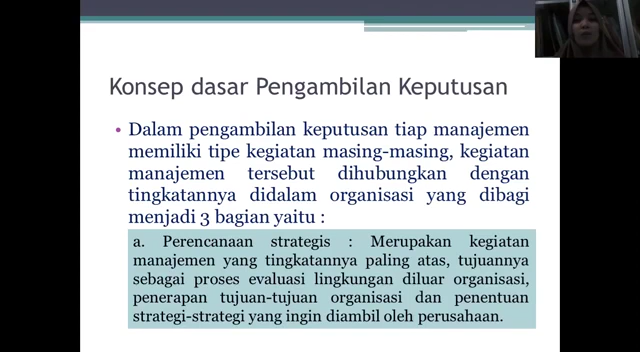 Konsep dasar Pengambilan Keputusan
• Dalam pengambilan keputusan tiap manajemen
memiliki tipe kegiatan masing-masing, kegiatan
manajemen tersebut dihubungkan dengan
tingkatannya didalam organisasi yang dibagi
menjadi 3 bagian yaitu :
a. Perencanaan strategis : Merupakan kegiatan
manajemen yang tingkatannya paling atas, tujuannya
sebagai proses evaluasi lingkungan diluar organisasi,
penerapan tujuan-tujuan organisasi dan penentuan
strategi-strategi yang ingin diambil oleh perusahaan.